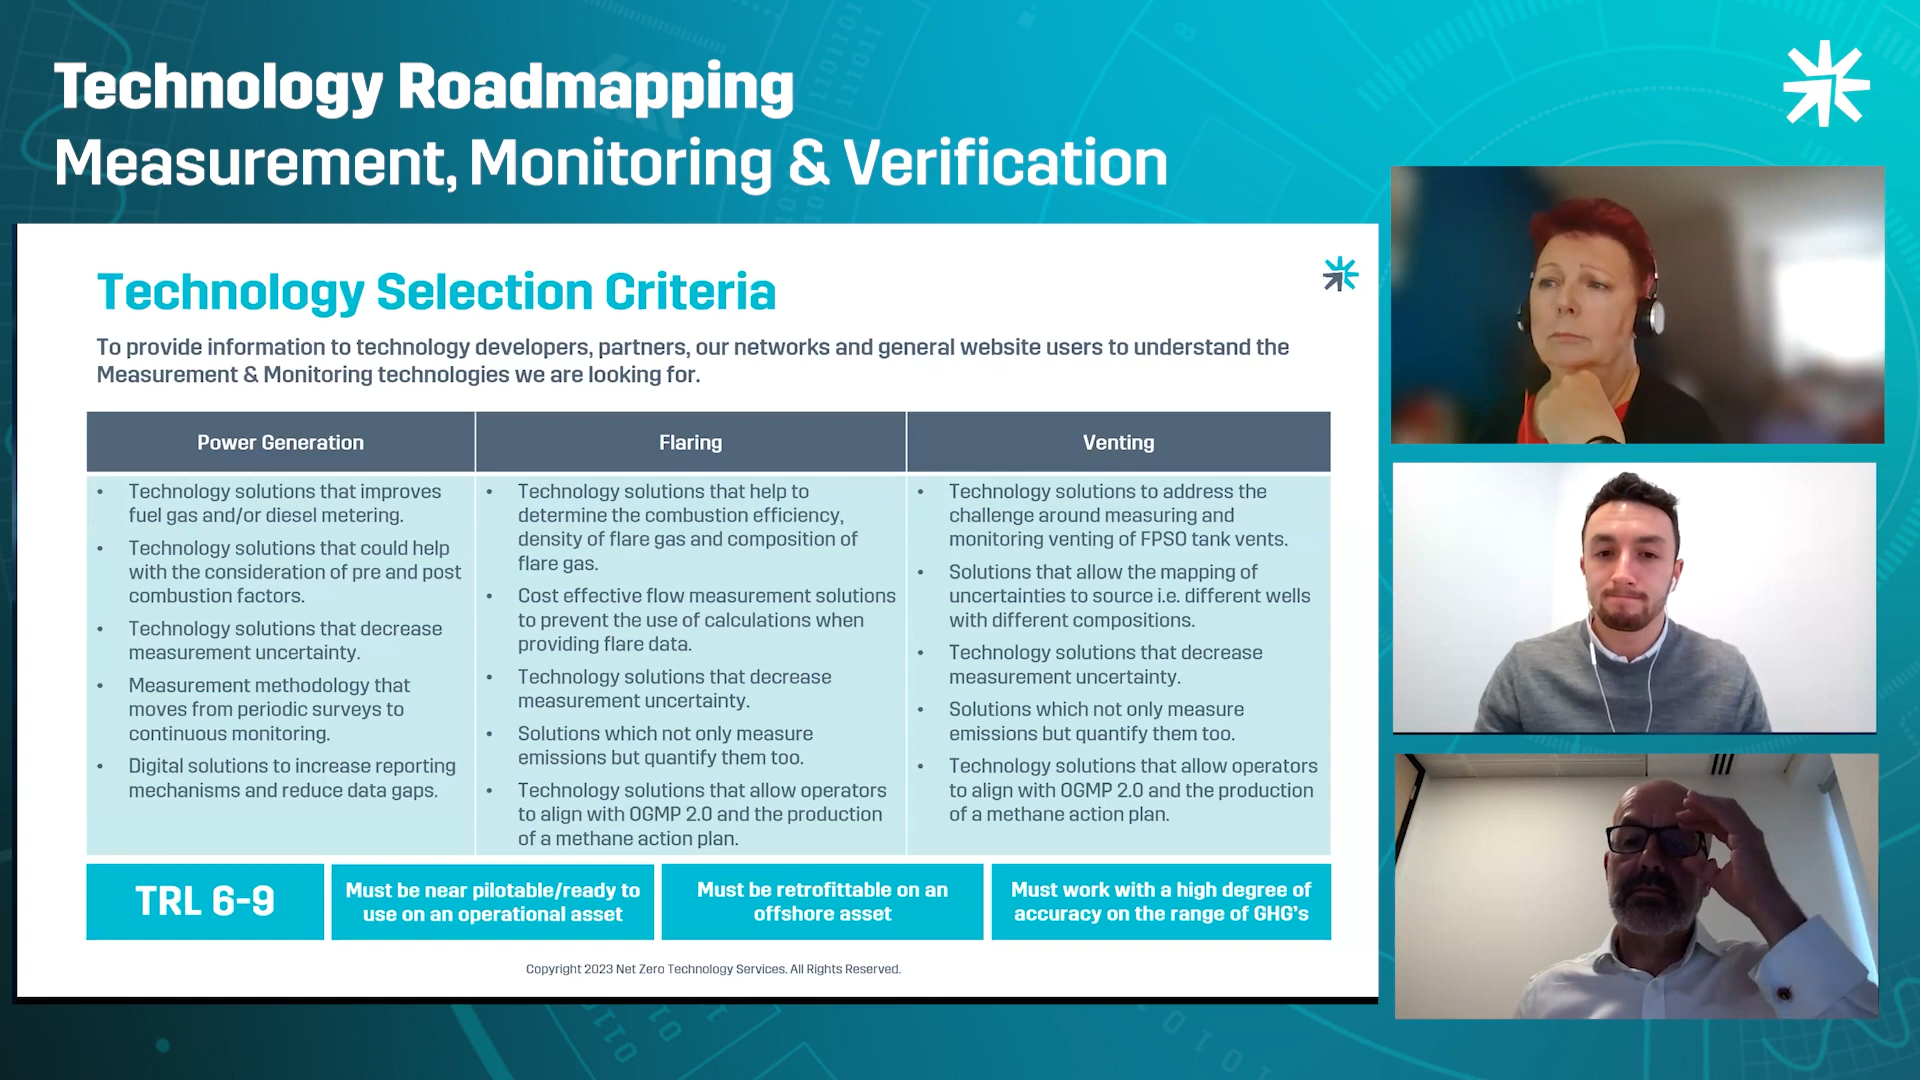 Technology Roadmapping
Measurement, Monitoring & Verification
Technology Selection Criteria
To provide information to technology developers, partners, our networks and general website users to understand the
Measurement & Monitoring technologies we are looking for.
Power Generation
• Technology solutions that improves
fuel gas and/or diesel metering.
• Technology solutions that could help
with the consideration of pre and post
combustion factors.
• Technology solutions that decrease
measurement uncertainty.
• Measurement methodology that
moves from periodic surveys to
continuous monitoring.
• Digital solutions to increase reporting
mechanisms and reduce data gaps.
Flaring
• Technology solutions that help to
determine the combustion efficiency,
density of flare gas and composition of
flare gas.
• Cost effective flow measurement solutions
to prevent the use of calculations when
providing flare data.
• Technology solutions that decrease
measurement uncertainty.
• Solutions which not only measure
emissions but quantify them too.
• Technology solutions that allow operators
to align with OGMP 2.0 and the production
of a methane action plan.
Venting
• Technology solutions to address the
challenge around measuring and
monitoring venting of FPSO tank vents.
• Solutions that allow the mapping of
uncertainties to source i.e. different wells
with different compositions.
• Technology solutions that decrease
measurement uncertainty.
• Solutions which not only measure
emissions but quantify them too.
• Technology solutions that allow operators
to align with OGMP 2.0 and the production
of a methane action plan.
TRL 6-9
Must be near pilotable/ready to
use on an operational asset
Must be retrofittable on an
offshore asset
Must work with a high degree of
accuracy on the range of GHG's
Copyright 2023 Net Zero Technology Services. All Rights Reserved.